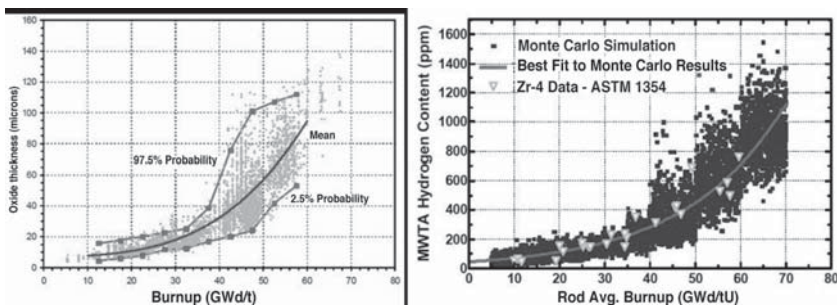 Oxide thickness (microns)
160
140
120
100
80
60
40
20
0
97.5% Probability
Mean
2.5% Probability
0 10 20 30 40 50 60 70 80
Burnup (GWd/t)
MWTA Hydrogen Content (ppm)
1600
1400
1200
1000
800
600
400
200
0
Monte Carlo Simulation
Best Fit to Monte Carlo Results
Zr-4 Data - ASTM 1354
0 10 20 30 40 50 60 70 80
Rod Avg. Burnup (GWd/tU)